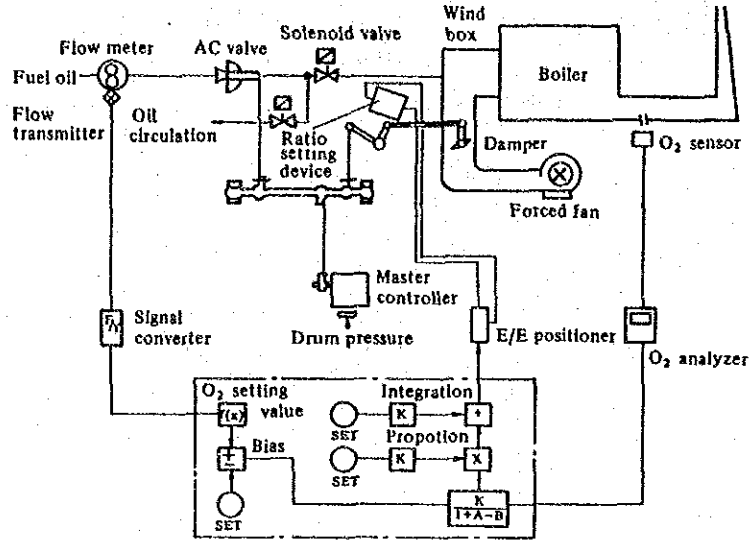 Wind
box
Flow meter
AC valve
Solenoid valve
Fuel oil
Boiler
Flow
transmitter
Oil
circulation
Ratio
setting
device
Damper
O₂ sensor
Forced fan
Master
controller
Signal
converter
Drum pressure
E/E positioner
O₂ analyzer
O₂ setting
value
f(x)
Integration
SET
K
+
Propotion
SET
K
X
±
Bias
SET
K
1+A-B